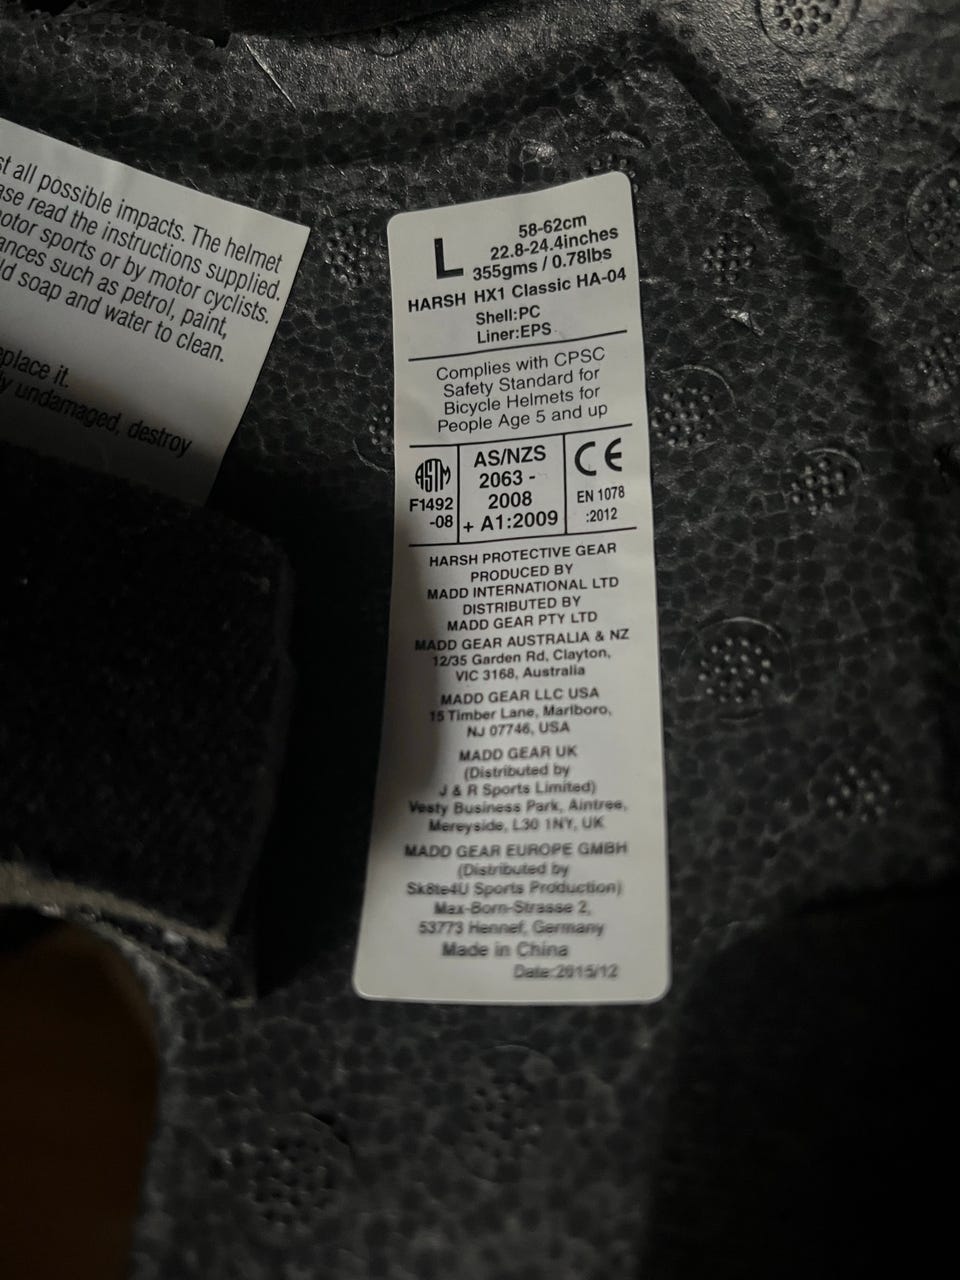 st all possible impacts. The helmet
ase read the instructions supplied.
otor sports or by motor cyclists.
ances such as petrol, paint,
ld soap and water to clean.
eplace it.
y undamaged, destroy
L
58-62cm
22.8-24.4inches
355gms / 0.78lbs
HARSH HX1 Classic HA-04
Shell:PC
Liner:EPS
Complies with CPSC
Safety Standard for
Bicycle Helmets for
People Age 5 and up
ASTM
F1492
-08
AS/NZS
2063 -
2008
+ A1:2009
CE
EN 1078
:2012
HARSH PROTECTIVE GEAR
PRODUCED BY
MADD INTERNATIONAL LTD
DISTRIBUTED BY
MADD GEAR PTY LTD
MADD GEAR AUSTRALIA & NZ
12/35 Garden Rd, Clayton,
VIC 3168, Australia
MADD GEAR LLC USA
15 Timber Lane, Marlboro,
NJ 07746, USA
MADD GEAR UK
(Distributed by
J & R Sports Limited)
Vesty Business Park, Aintree,
Mereyside, L30 1NY, UK
MADD GEAR EUROPE GMBH
(Distributed by
Sk8te4U Sports Production)
Max-Born-Strasse 2,
53773 Hennef, Germany
Made in China
Date:2015/12